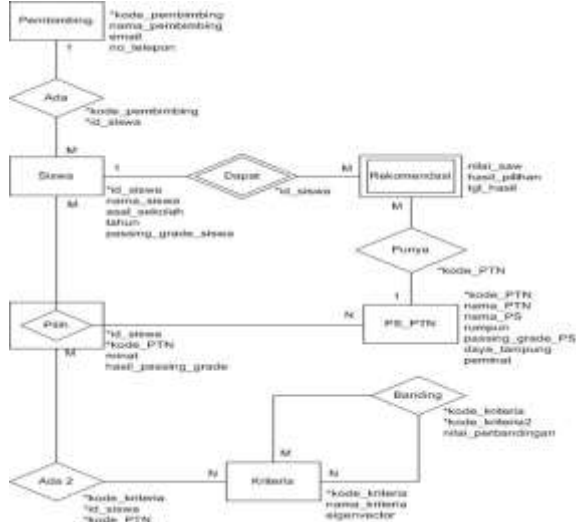 Pembimbing
*kode_pembimbing
nama_pembimbing
email
no_telepon
1
Ada
*kode_pembimbing
*id_siswa
M
Siswa
1
Dapat
M
Rekomendasi
nilai_saw
hasil_pilihan
tgl_hasil
*id_siswa
*id_siswa
nama_siswa
asal_sekolah
tahun
passing_grade_siswa
M
M
Punya
*kode_PTN
1
Pilih
N
PS_PTN
*kode_PTN
nama_PTN
nama_PS
rumpun
passing_grade_PS
daya_tampung
peminat
*id_siswa
*kode_PTN
minat
hasil_passing_grade
M
Banding
*kode_kriteria
*kode_kriteria2
nilai_perbandingan
M
Ada 2
N
Kriteria
N
*kode_kriteria
*id_siswa
*kode_PTN
*kode_kriteria
nama_kriteria
eigenvector